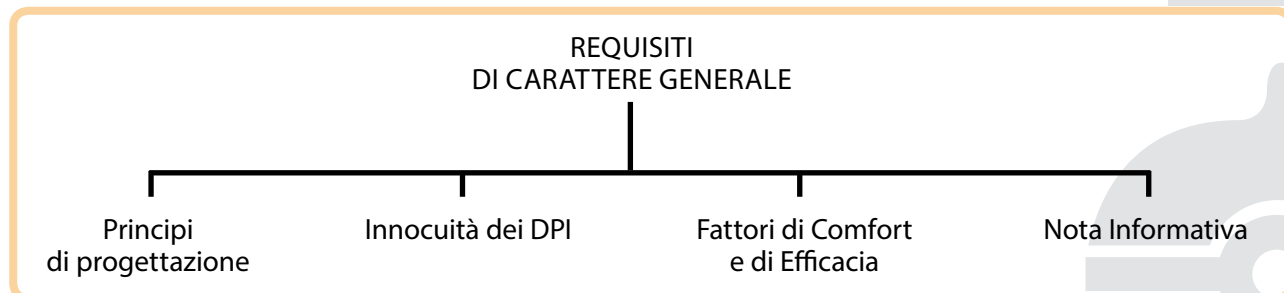 REQUISITI
DI CARATTERE GENERALE
Principi
di progettazione
Innocuità dei DPI
Fattori di Comfort
e di Efficacia
Nota Informativa